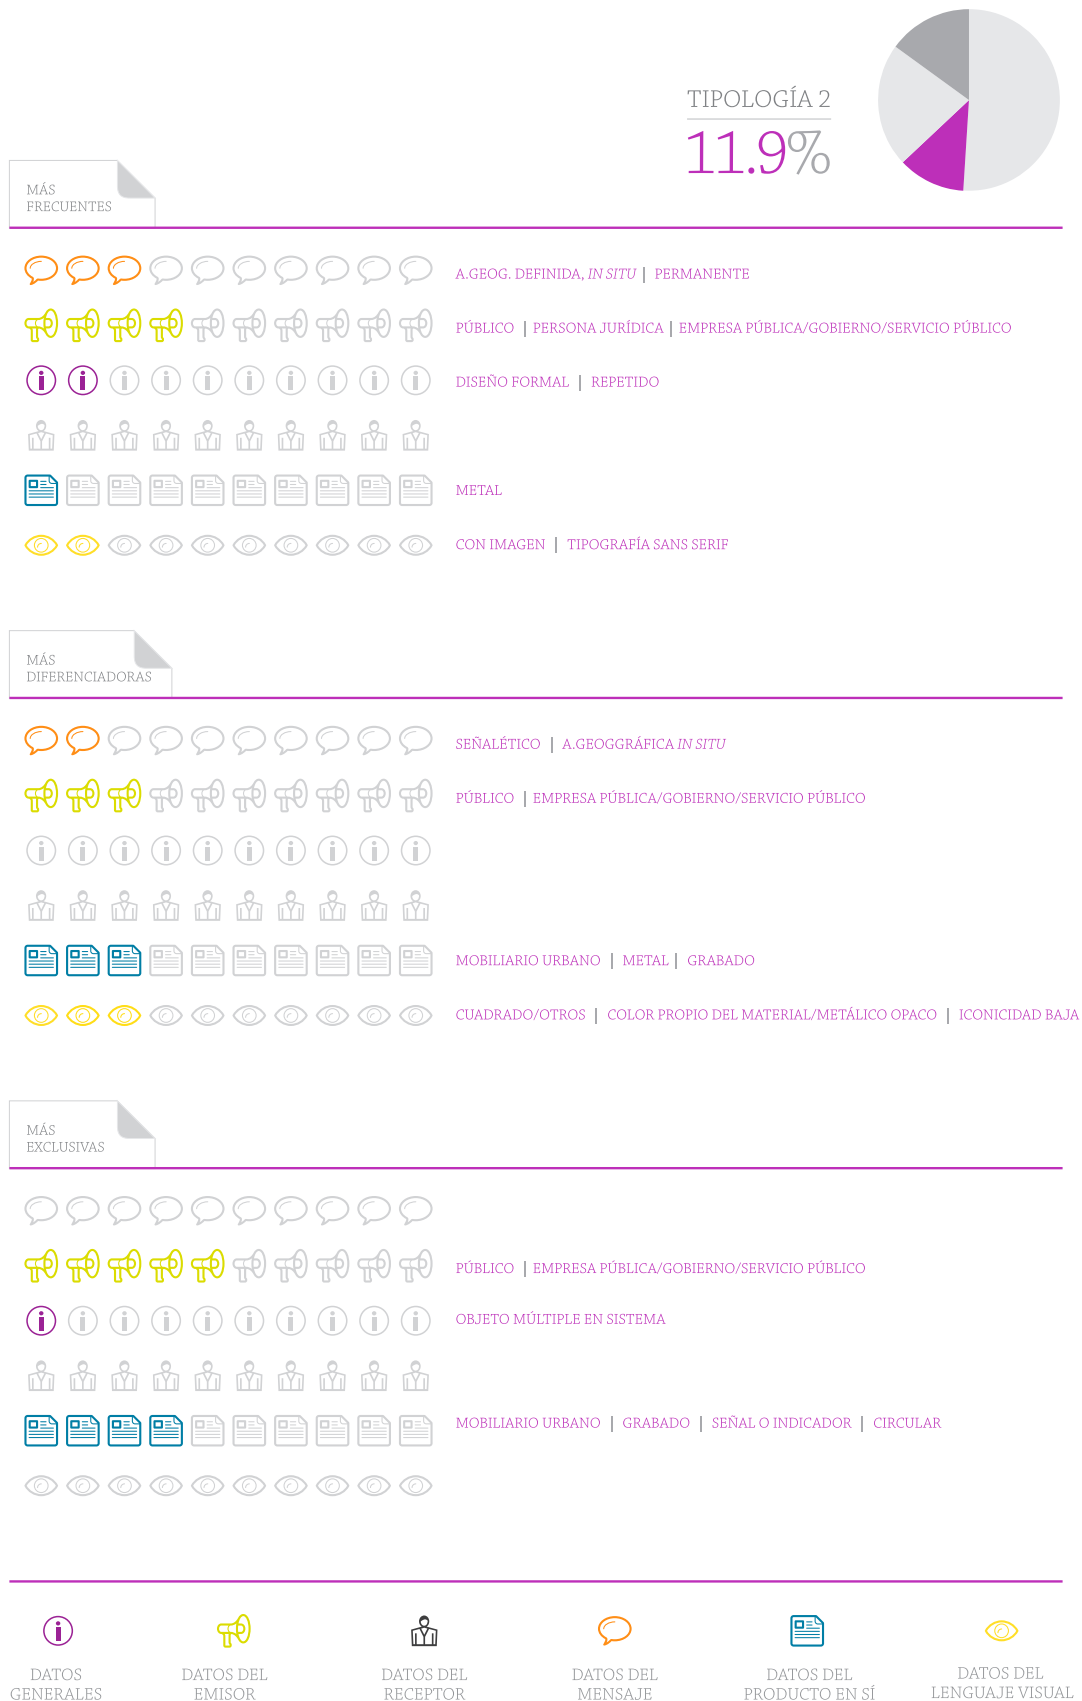 TIPOLOGÍA 2
11.9%
MÁS
FRECUENTES
A.GEOG. DEFINIDA, IN SITU | PERMANENTE
PÚBLICO | PERSONA JURÍDICA | EMPRESA PÚBLICA/GOBIERNO/SERVICIO PÚBLICO
DISEÑO FORMAL | REPETIDO
METAL
CON IMAGEN | TIPOGRAFÍA SANS SERIF
MÁS
DIFERENCIADORAS
SEÑALÉTICO | A.GEOGGRÁFICA IN SITU
PÚBLICO | EMPRESA PÚBLICA/GOBIERNO/SERVICIO PÚBLICO
MOBILIARIO URBANO | METAL | GRABADO
CUADRADO/OTROS | COLOR PROPIO DEL MATERIAL/METÁLICO OPACO | ICONICIDAD BAJA
MÁS
EXCLUSIVAS
PÚBLICO | EMPRESA PÚBLICA/GOBIERNO/SERVICIO PÚBLICO
OBJETO MÚLTIPLE EN SISTEMA
MOBILIARIO URBANO | GRABADO | SEÑAL O INDICADOR | CIRCULAR
DATOS
GENERALES
DATOS DEL
EMISOR
DATOS DEL
RECEPTOR
DATOS DEL
MENSAJE
DATOS DEL
PRODUCTO EN SÍ
DATOS DEL
LENGUAJE VISUAL